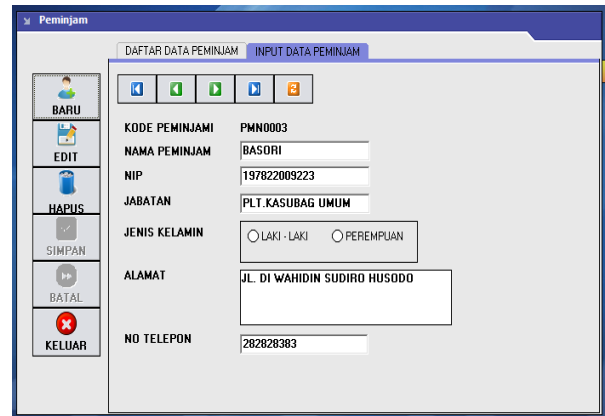 Peminjam
DAFTAR DATA PEMINJAM
INPUT DATA PEMINJAM
BARU
EDIT
HAPUS
SIMPAN
BATAL
KELUAR
KODE PEMINJAMI PMN0003
NAMA PEMINJAM BASORI
NIP 197822009223
JABATAN PLT.KASUBAG UMUM
JENIS KELAMIN LAKI - LAKI PEREMPUAN
ALAMAT JL. DI WAHIDIN SUDIRO HUSODO
NO TELEPON 282828383